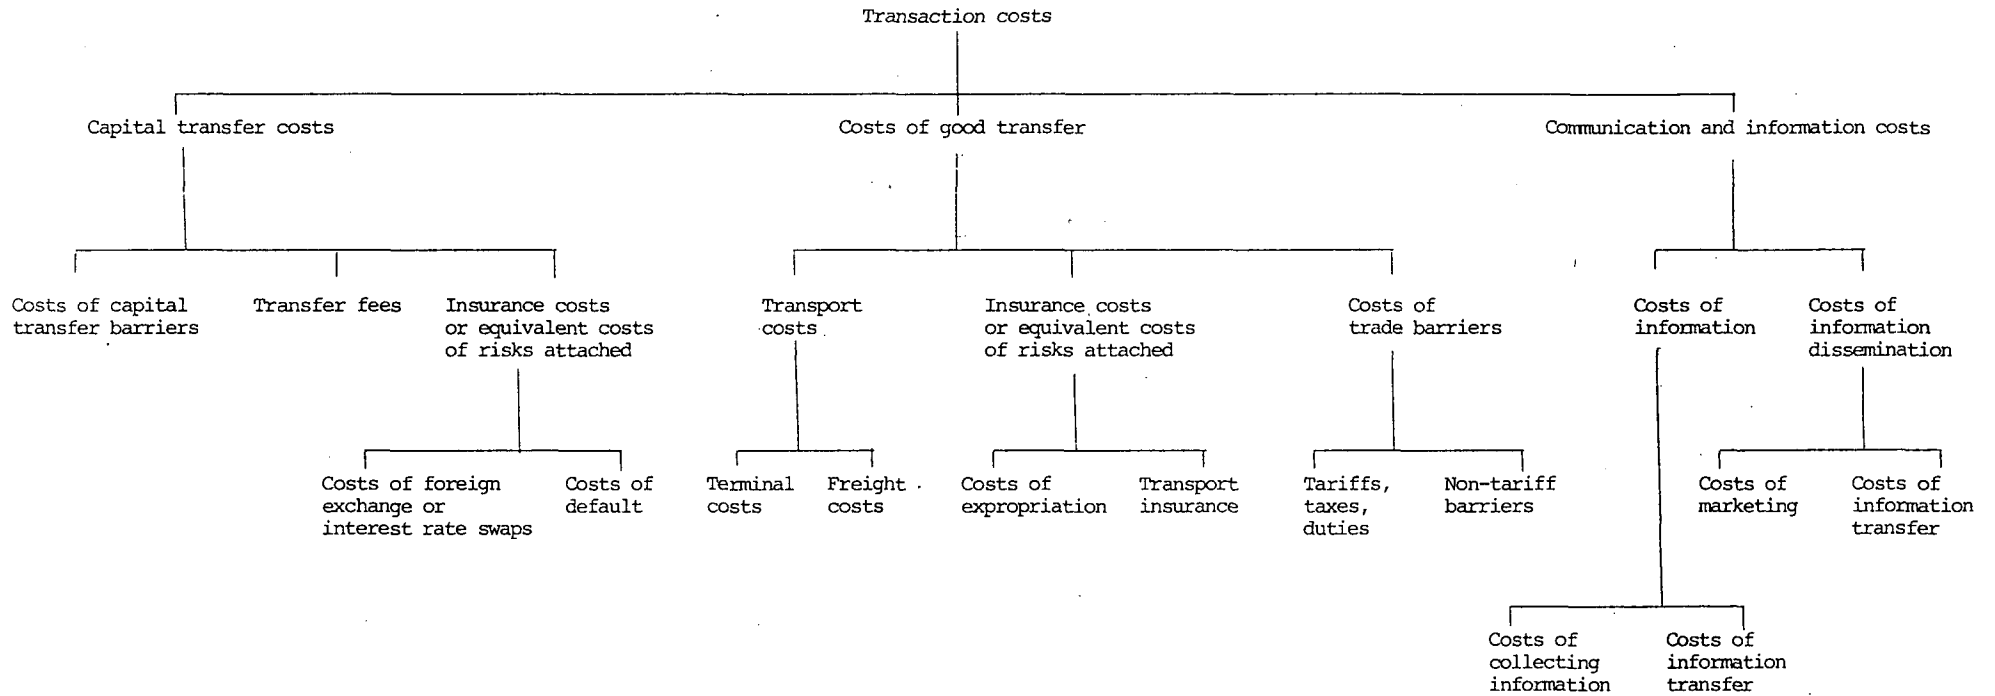 Transaction costs
Capital transfer costs
Costs of good transfer
Communication and information costs
Costs of capital
transfer barriers
Transfer fees
Insurance costs
or equivalent costs
of risks attached
Transport
costs
Insurance costs
or equivalent costs
of risks attached
Costs of
trade barriers
Costs of
information
Costs of
information
dissemination
Costs of foreign
exchange or
interest rate swaps
Costs of
default
Terminal
costs
Freight
costs
Costs of
expropriation
Transport
insurance
Tariffs,
taxes,
duties
Non-tariff
barriers
Costs of
marketing
Costs of
information
transfer
Costs of
collecting
information
Costs of
information
transfer